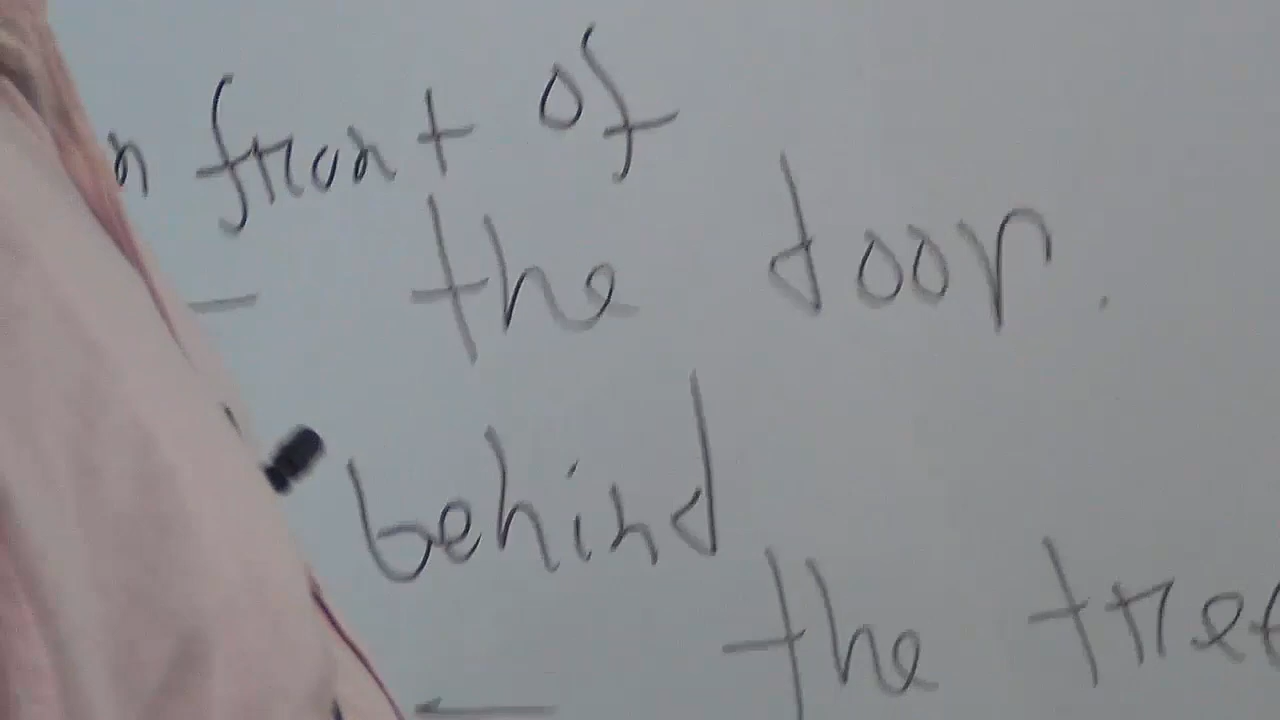 n front of
– the door.
behind
the tree